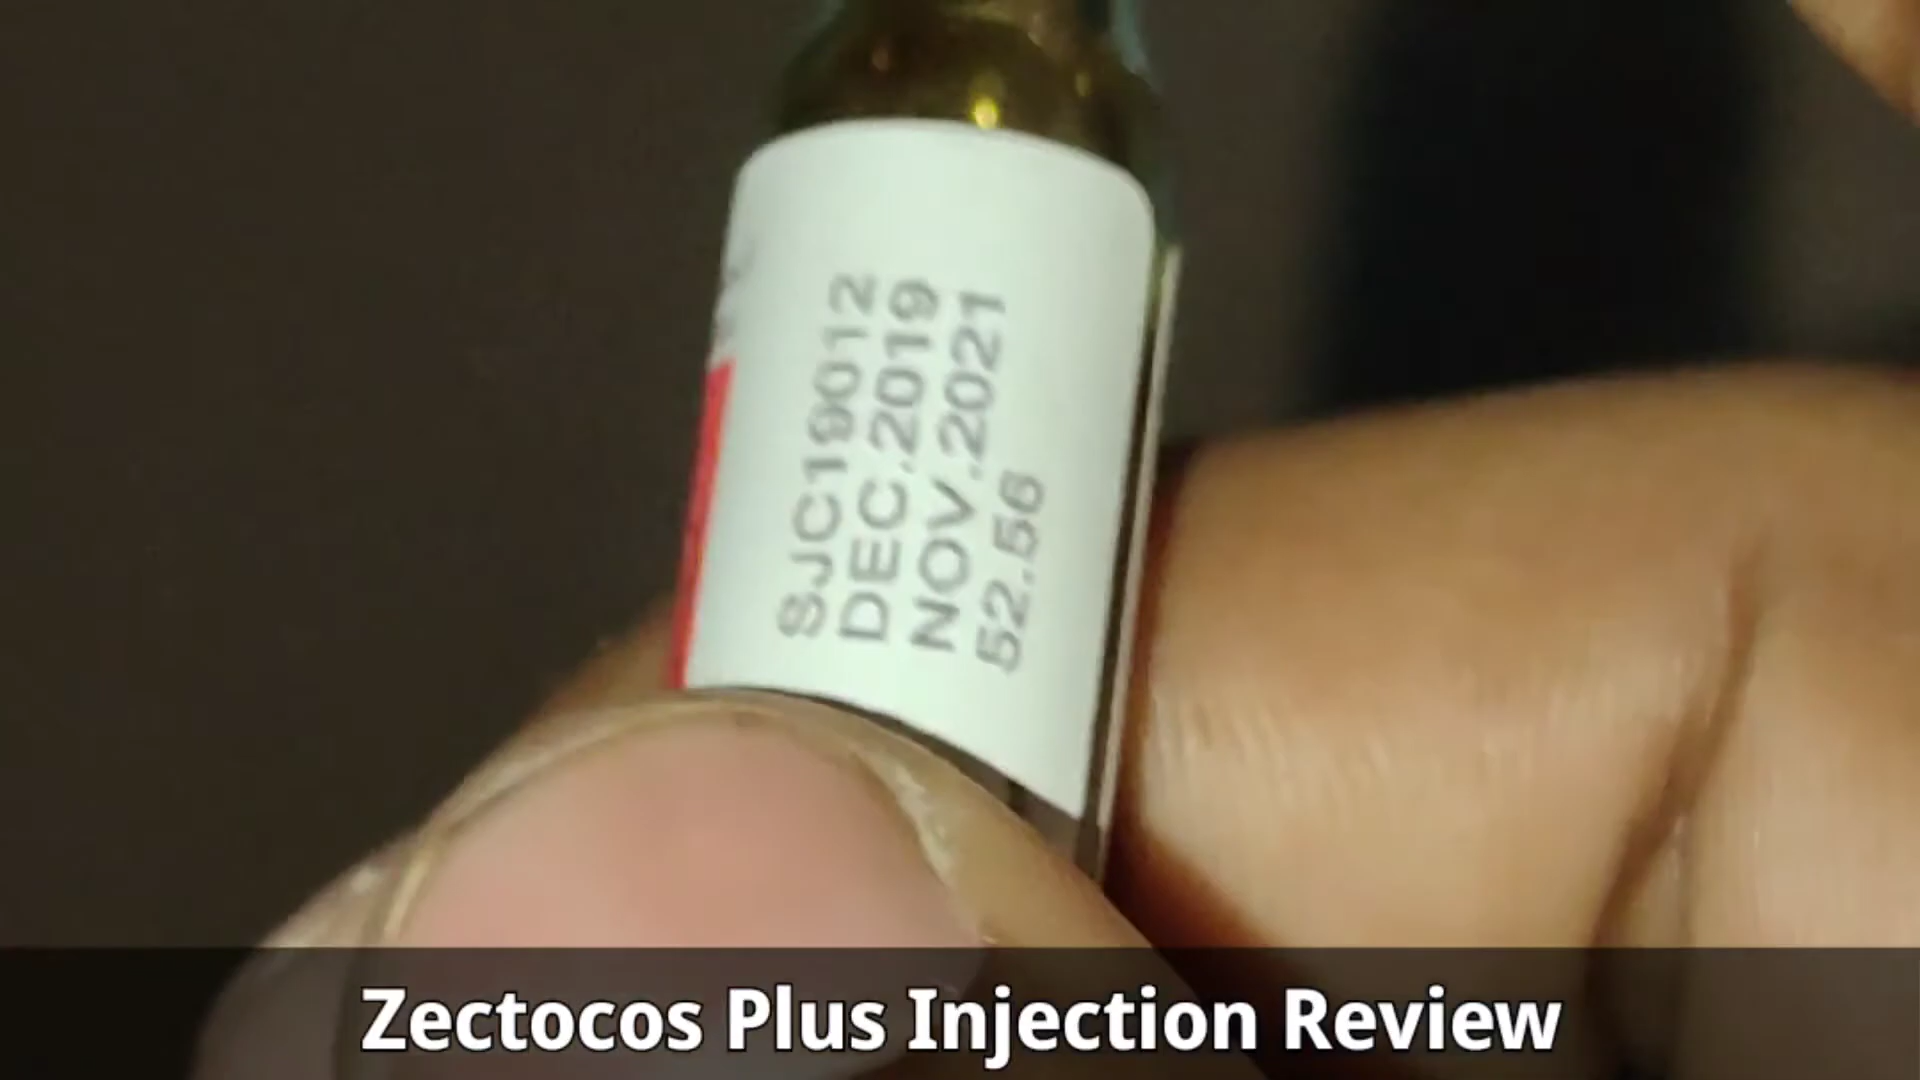 SJC19012
DEC.2019
NOV.2021
52.56
Zectocos Plus Injection Review